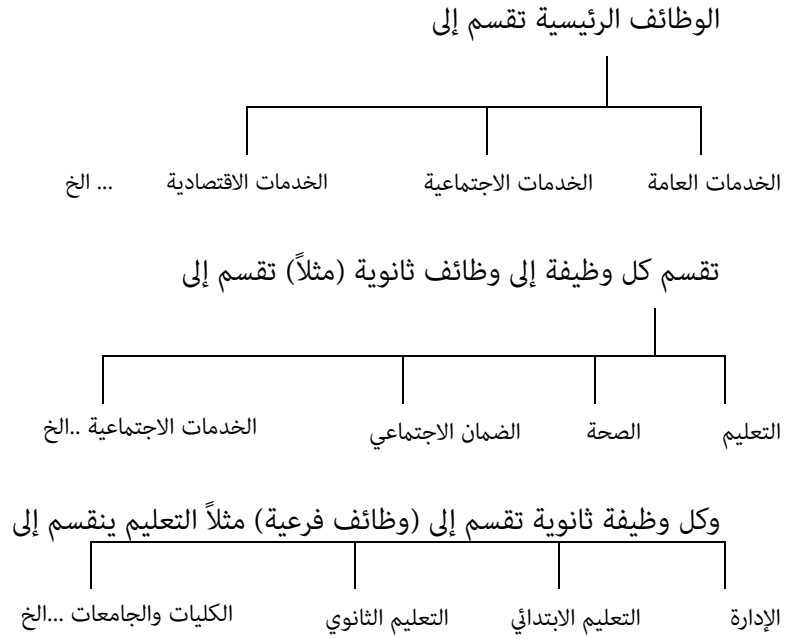 الوظائف الرئيسية تقسم إلى
الخدمات العامة الخدمات الاجتماعية الخدمات الاقتصادية ... الخ
تقسم كل وظيفة إلى وظائف ثانوية (مثلاً) تقسم إلى
التعليم الصحة الضمان الاجتماعي الخدمات الاجتماعية ..الخ
وكل وظيفة ثانوية تقسم إلى (وظائف فرعية) مثلاً التعليم ينقسم إلى
الإدارة التعليم الابتدائي التعليم الثانوي الكليات والجامعات ...الخ